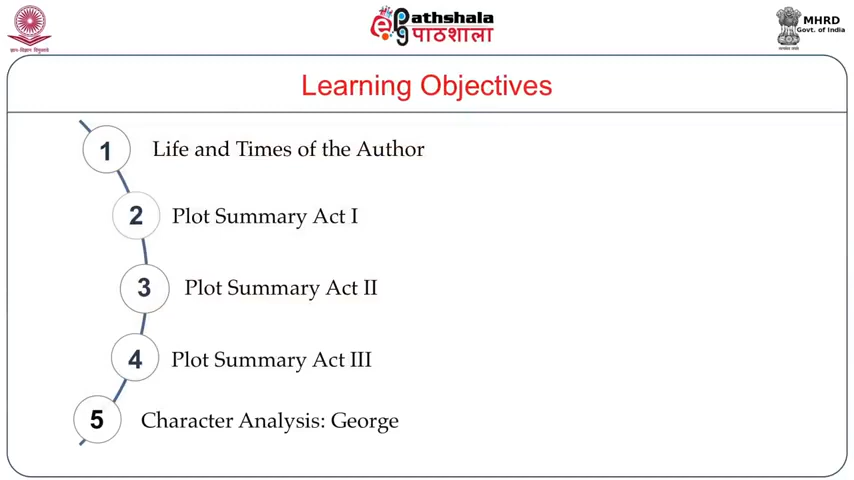 ePathshala
पाठशाला
MHRD
Govt. of India
Learning Objectives
1 Life and Times of the Author
2 Plot Summary Act I
3 Plot Summary Act II
4 Plot Summary Act III
5 Character Analysis: George